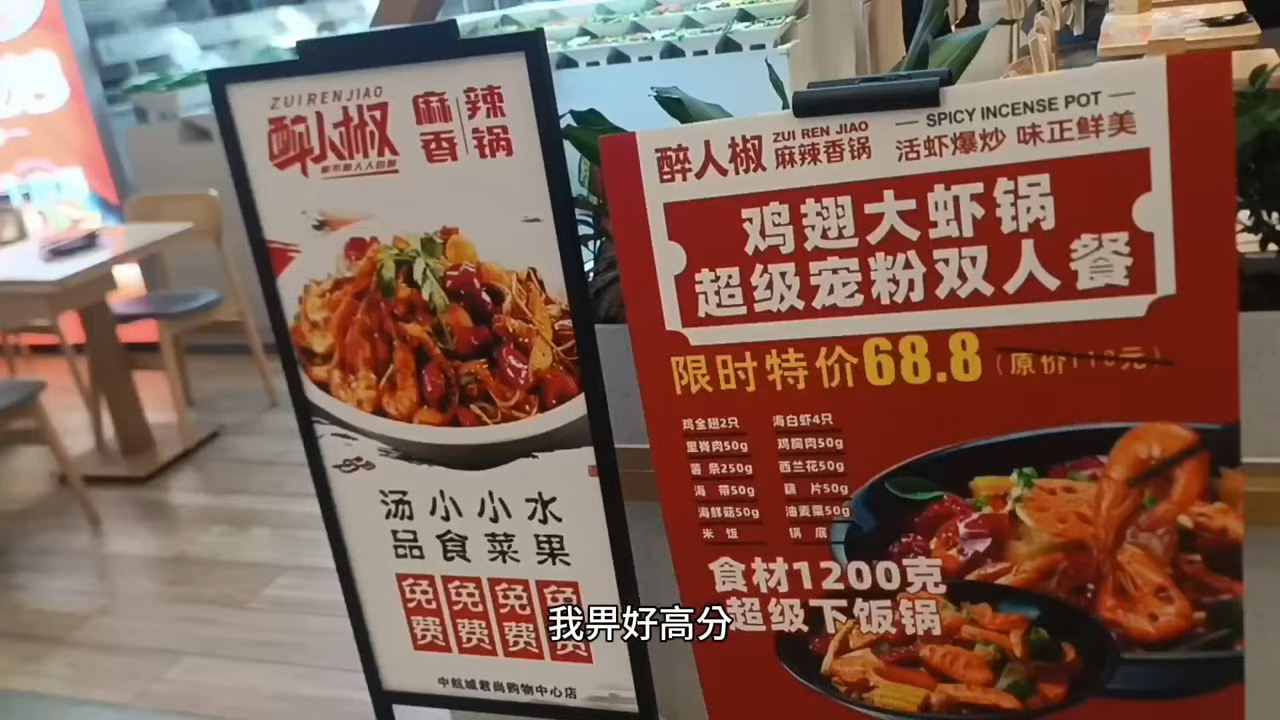 ZUI REN JIAO
醉人椒
麻辣
香锅
汤品 小食 小菜 水果
免费 免费 免费 免费
中航城君尚购物中心店
醉人椒
ZUI REN JIAO
麻辣香锅
SPICY INCENSE POT
活虾爆炒 味正鲜美
鸡翅大虾锅
超级宠粉双人餐
限时特价68.8
鸡全翅2只 海白虾4只
里肖肉50g 鸡胸肉50g
薯条250g 西兰花50g
海带50g 藕片50g
海鲜菇50g 油麦菜50g
米饭 锅底
食材1200克
超级下饭锅
我畀好高分